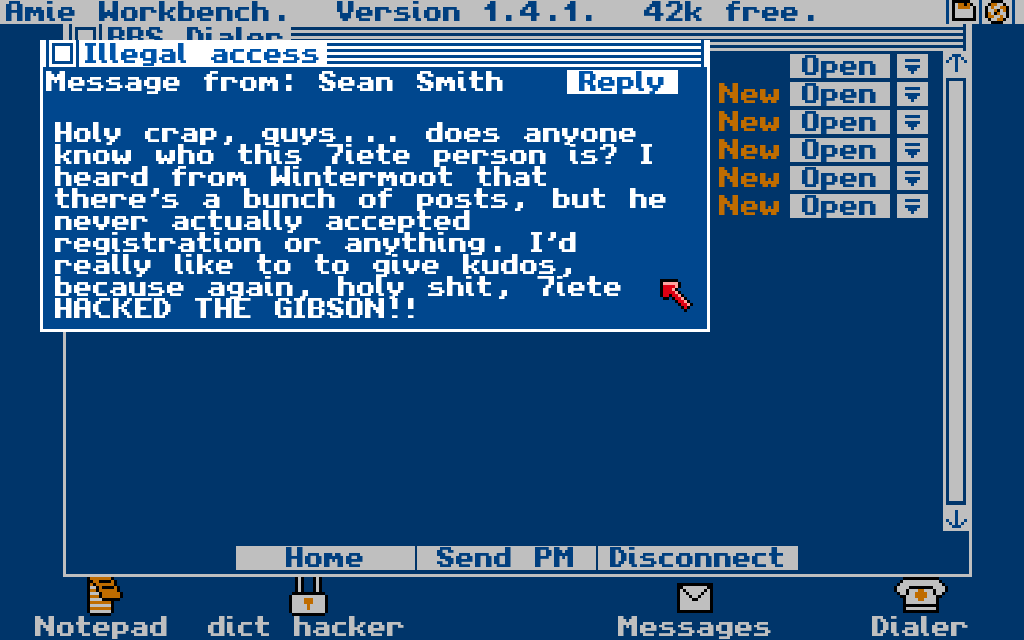 Amie Workbench. Version 1.4.1. 42k free.
BBS Dialer
Illegal access
Message from: Sean Smith Reply
Holy crap, guys... does anyone
know who this 7iete person is? I
heard from Wintermoot that
there's a bunch of posts, but he
never actually accepted
registration or anything. I'd
really like to to give kudos,
because again, holy shit, 7iete
HACKED THE GIBSON!!
Open
New Open
New Open
New Open
New Open
New Open
Home Send PM Disconnect
Notepad dict hacker Messages Dialer